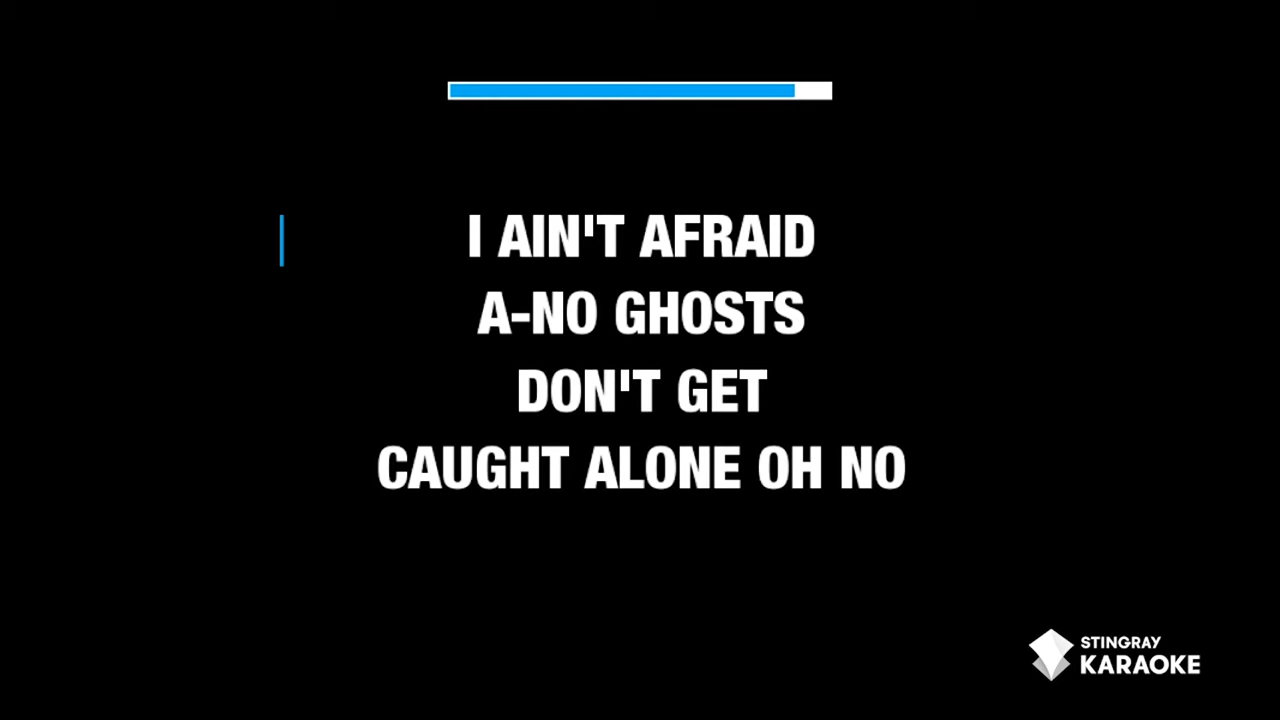 I AIN'T AFRAID
A-NO GHOSTS
DON'T GET
CAUGHT ALONE OH NO
STINGRAY
KARAOKE